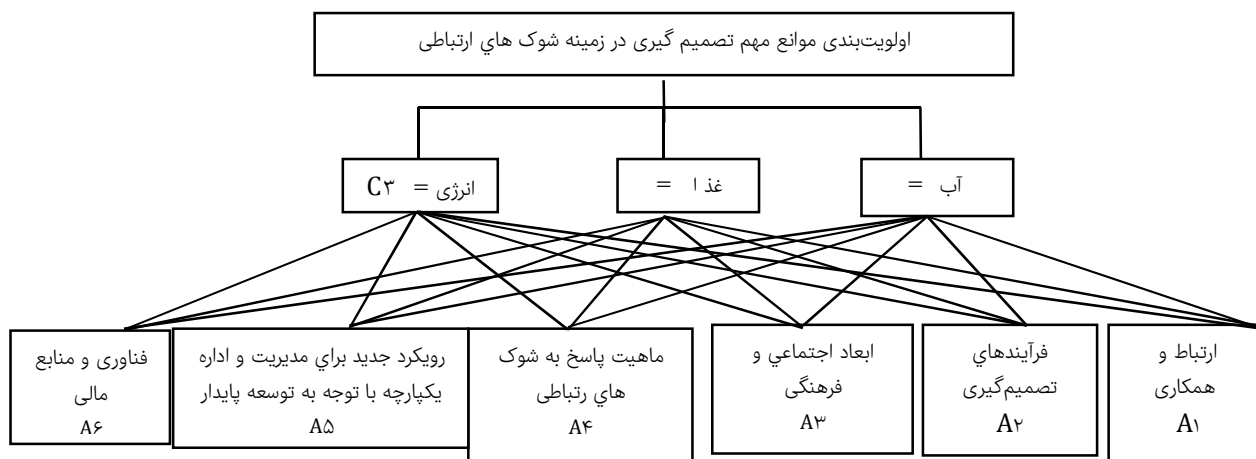 اولویت‌بندی موانع مهم تصمیم گیری در زمینه شوک هاي ارتباطی
آب =
غذ ا =
انرژی = C۳
ارتباط و
همکاری
A۱
فرآیندهاي
تصمیم‌گیری
A۲
ابعاد اجتماعي و
فرهنگی
A۳
ماهیت پاسخ به شوک
هاي رتباطی
A۴
رویکرد جدید براي مدیریت و اداره
یکپارچه با توجه به توسعه پایدار
A۵
فناوری و منابع
مالی
A۶